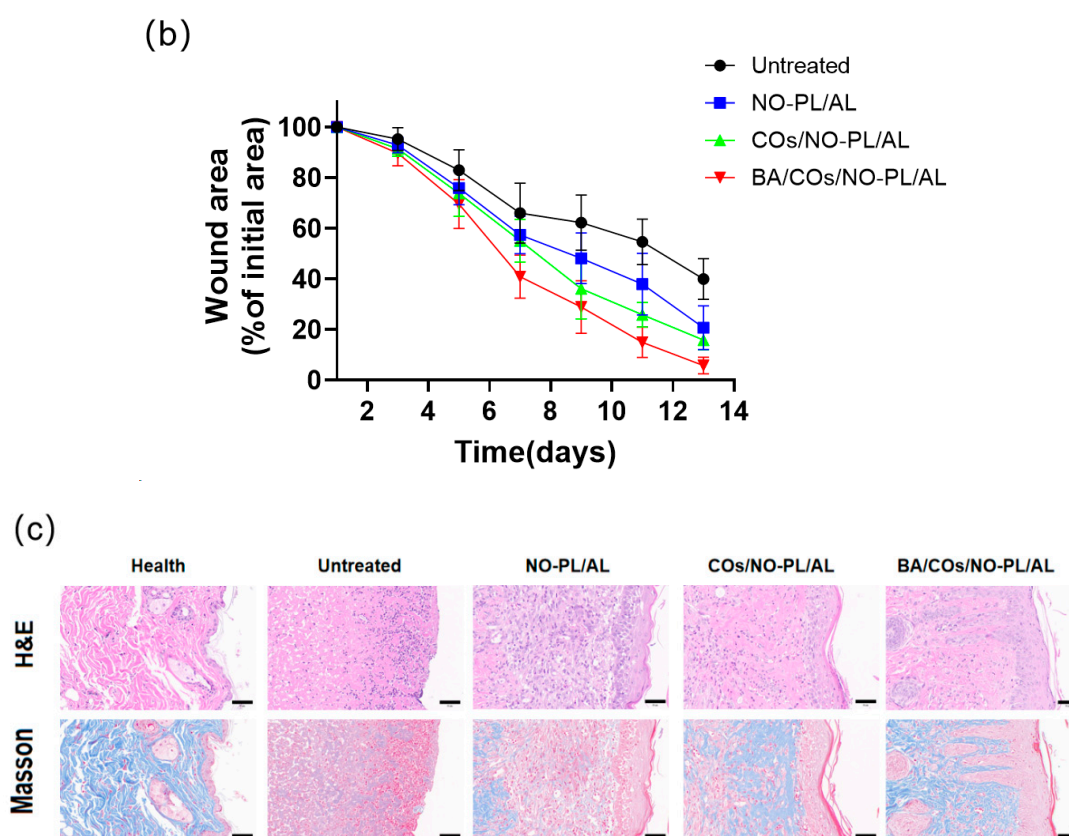 (b)
Untreated
NO-PL/AL
COs/NO-PL/AL
BA/COs/NO-PL/AL
Wound area
(%of initial area)
100
80
60
40
20
0
2 4 6 8 10 12 14
Time(days)
(c)
Health Untreated NO-PL/AL COs/NO-PL/AL BA/COs/NO-PL/AL
H&E
Masson